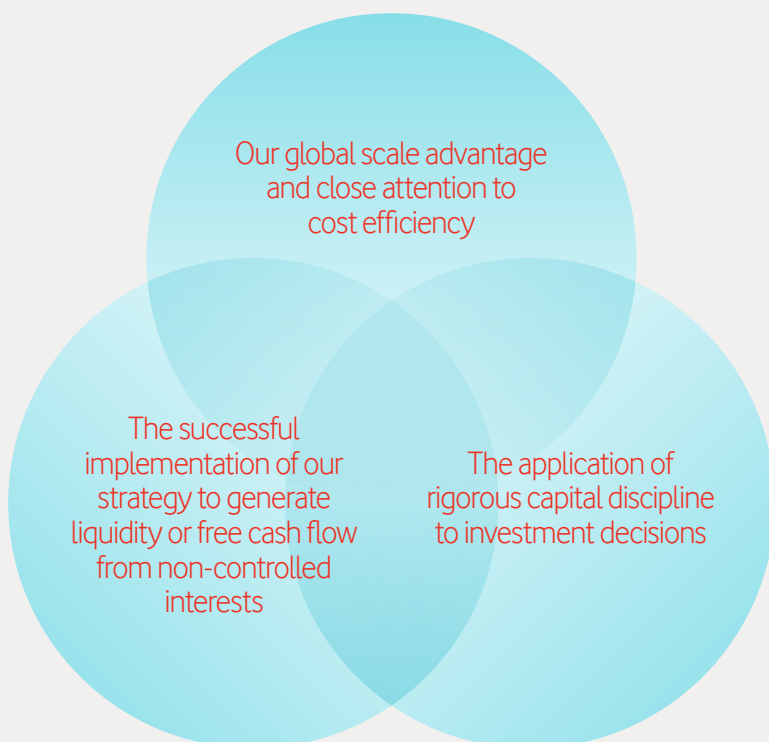 Our global scale advantage
and close attention to
cost efficiency
The successful
implementation of our
strategy to generate
liquidity or free cash flow
from non-controlled
interests
The application of
rigorous capital discipline
to investment decisions